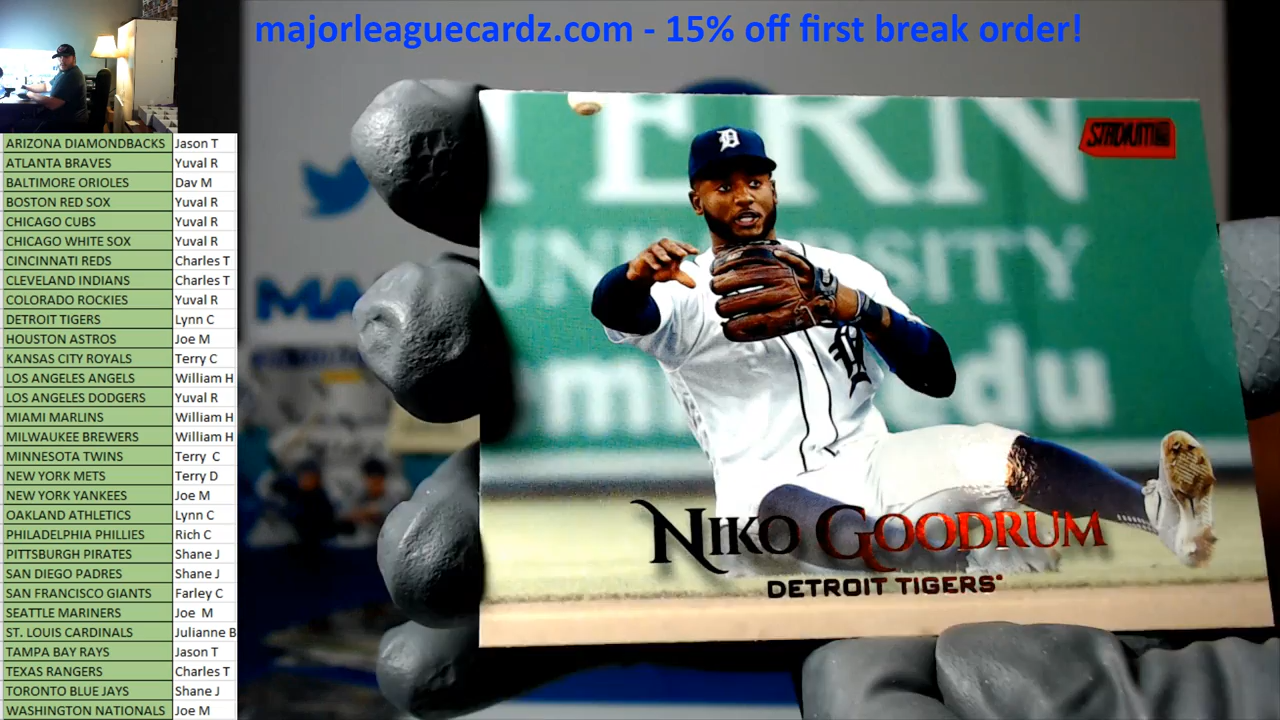 majorleaguecardz.com - 15% off first break order!
ARIZONA DIAMONDBACKS Jason T
ATLANTA BRAVES Yuval R
BALTIMORE ORIOLES Dav M
BOSTON RED SOX Yuval R
CHICAGO CUBS Yuval R
CHICAGO WHITE SOX Yuval R
CINCINNATI REDS Charles T
CLEVELAND INDIANS Charles T
COLORADO ROCKIES Yuval R
DETROIT TIGERS Lynn C
HOUSTON ASTROS Joe M
KANSAS CITY ROYALS Terry C
LOS ANGELES ANGELS William H
LOS ANGELES DODGERS Yuval R
MIAMI MARLINS William H
MILWAUKEE BREWERS William H
MINNESOTA TWINS Terry C
NEW YORK METS Terry D
NEW YORK YANKEES Joe M
OAKLAND ATHLETICS Lynn C
PHILADELPHIA PHILLIES Rich C
PITTSBURGH PIRATES Shane J
SAN DIEGO PADRES Shane J
SAN FRANCISCO GIANTS Farley C
SEATTLE MARINERS Joe M
ST. LOUIS CARDINALS Julianne B
TAMPA BAY RAYS Jason T
TEXAS RANGERS Charles T
TORONTO BLUE JAYS Shane J
WASHINGTON NATIONALS Joe M
MA
STADIUM
TERN
UNIVERSITY
edu
D
NIKO GOODRUM
DETROIT TIGERS